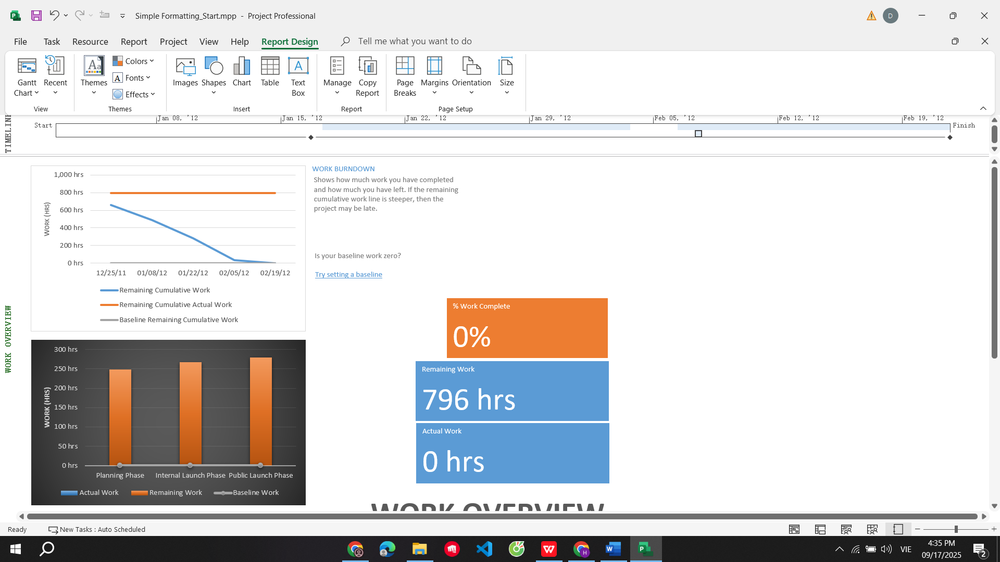 Simple Formatting_Start.mpp - Project Professional
D
File Task Resource Report Project View Help Report Design Tell me what you want to do
Gantt Chart
Recent
View
Themes
Colors
Fonts
Effects
Themes
Images
Shapes
Chart
Table
Text Box
Insert
Manage
Copy Report
Report
Page Breaks
Margins
Orientation
Size
Page Setup
TIMELINE
Jan 08, '12 Jan 15, '12 Jan 22, '12 Jan 29, '12 Feb 05, '12 Feb 12, '12 Feb 19, '12
Start
Finish
WORK OVERVIEW
1,000 hrs
800 hrs
600 hrs
400 hrs
200 hrs
0 hrs
WORK (HRS)
12/25/11 01/08/12 01/22/12 02/05/12 02/19/12
Remaining Cumulative Work
Remaining Cumulative Actual Work
Baseline Remaining Cumulative Work
WORK BURNDOWN
Shows how much work you have completed
and how much you have left. If the remaining
cumulative work line is steeper, then the
project may be late.
Is your baseline work zero?
Try setting a baseline
% Work Complete
0%
Remaining Work
796 hrs
Actual Work
0 hrs
300 hrs
250 hrs
200 hrs
150 hrs
100 hrs
50 hrs
0 hrs
WORK (HRS)
Planning Phase Internal Launch Phase Public Launch Phase
Actual Work Remaining Work Baseline Work
WORK OVERVIEW
Ready New Tasks : Auto Scheduled
VIE
4:35 PM
09/17/2025
2